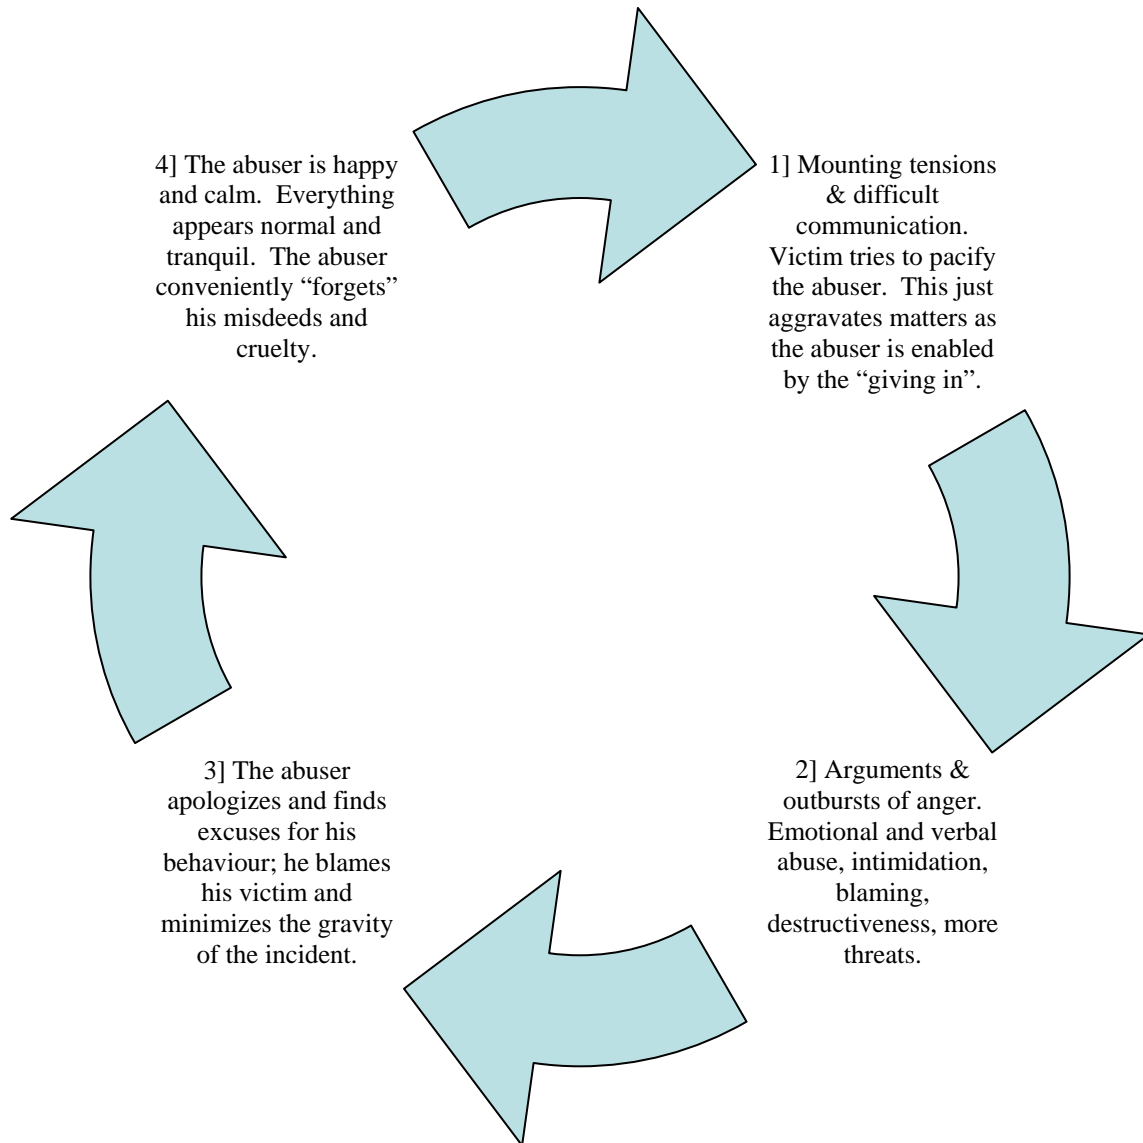 1] Mounting tensions
& difficult
communication.
Victim tries to pacify
the abuser.  This just
aggravates matters as
the abuser is enabled
by the “giving in”.
2] Arguments &
outbursts of anger.
Emotional and verbal
abuse, intimidation,
blaming,
destructiveness, more
threats.
3] The abuser
apologizes and finds
excuses for his
behaviour; he blames
his victim and
minimizes the gravity
of the incident.
4] The abuser is happy
and calm.  Everything
appears normal and
tranquil.  The abuser
conveniently “forgets”
his misdeeds and
cruelty.